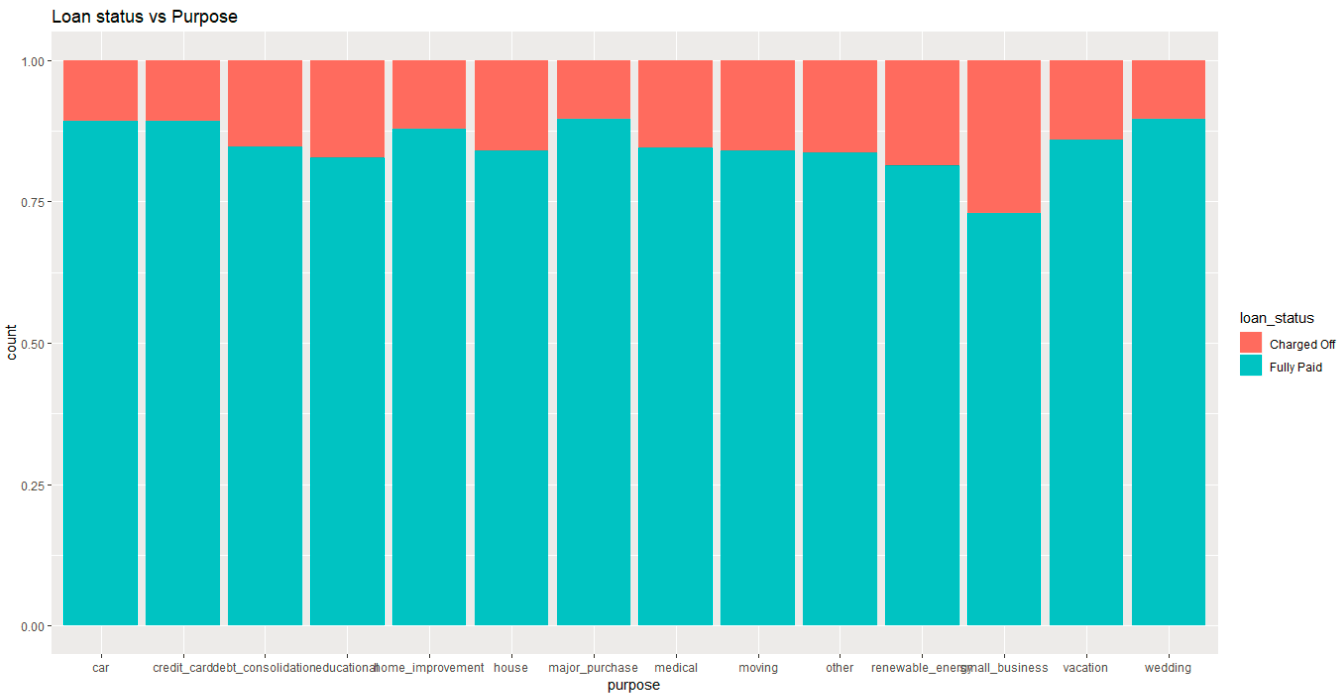 Loan status vs Purpose
1.00
0.75
0.50
0.25
0.00
count
car credit_card debt_consolidation educational home_improvement house major_purchase medical moving other renewable_energy small_business vacation wedding
purpose
loan_status
Charged Off
Fully Paid